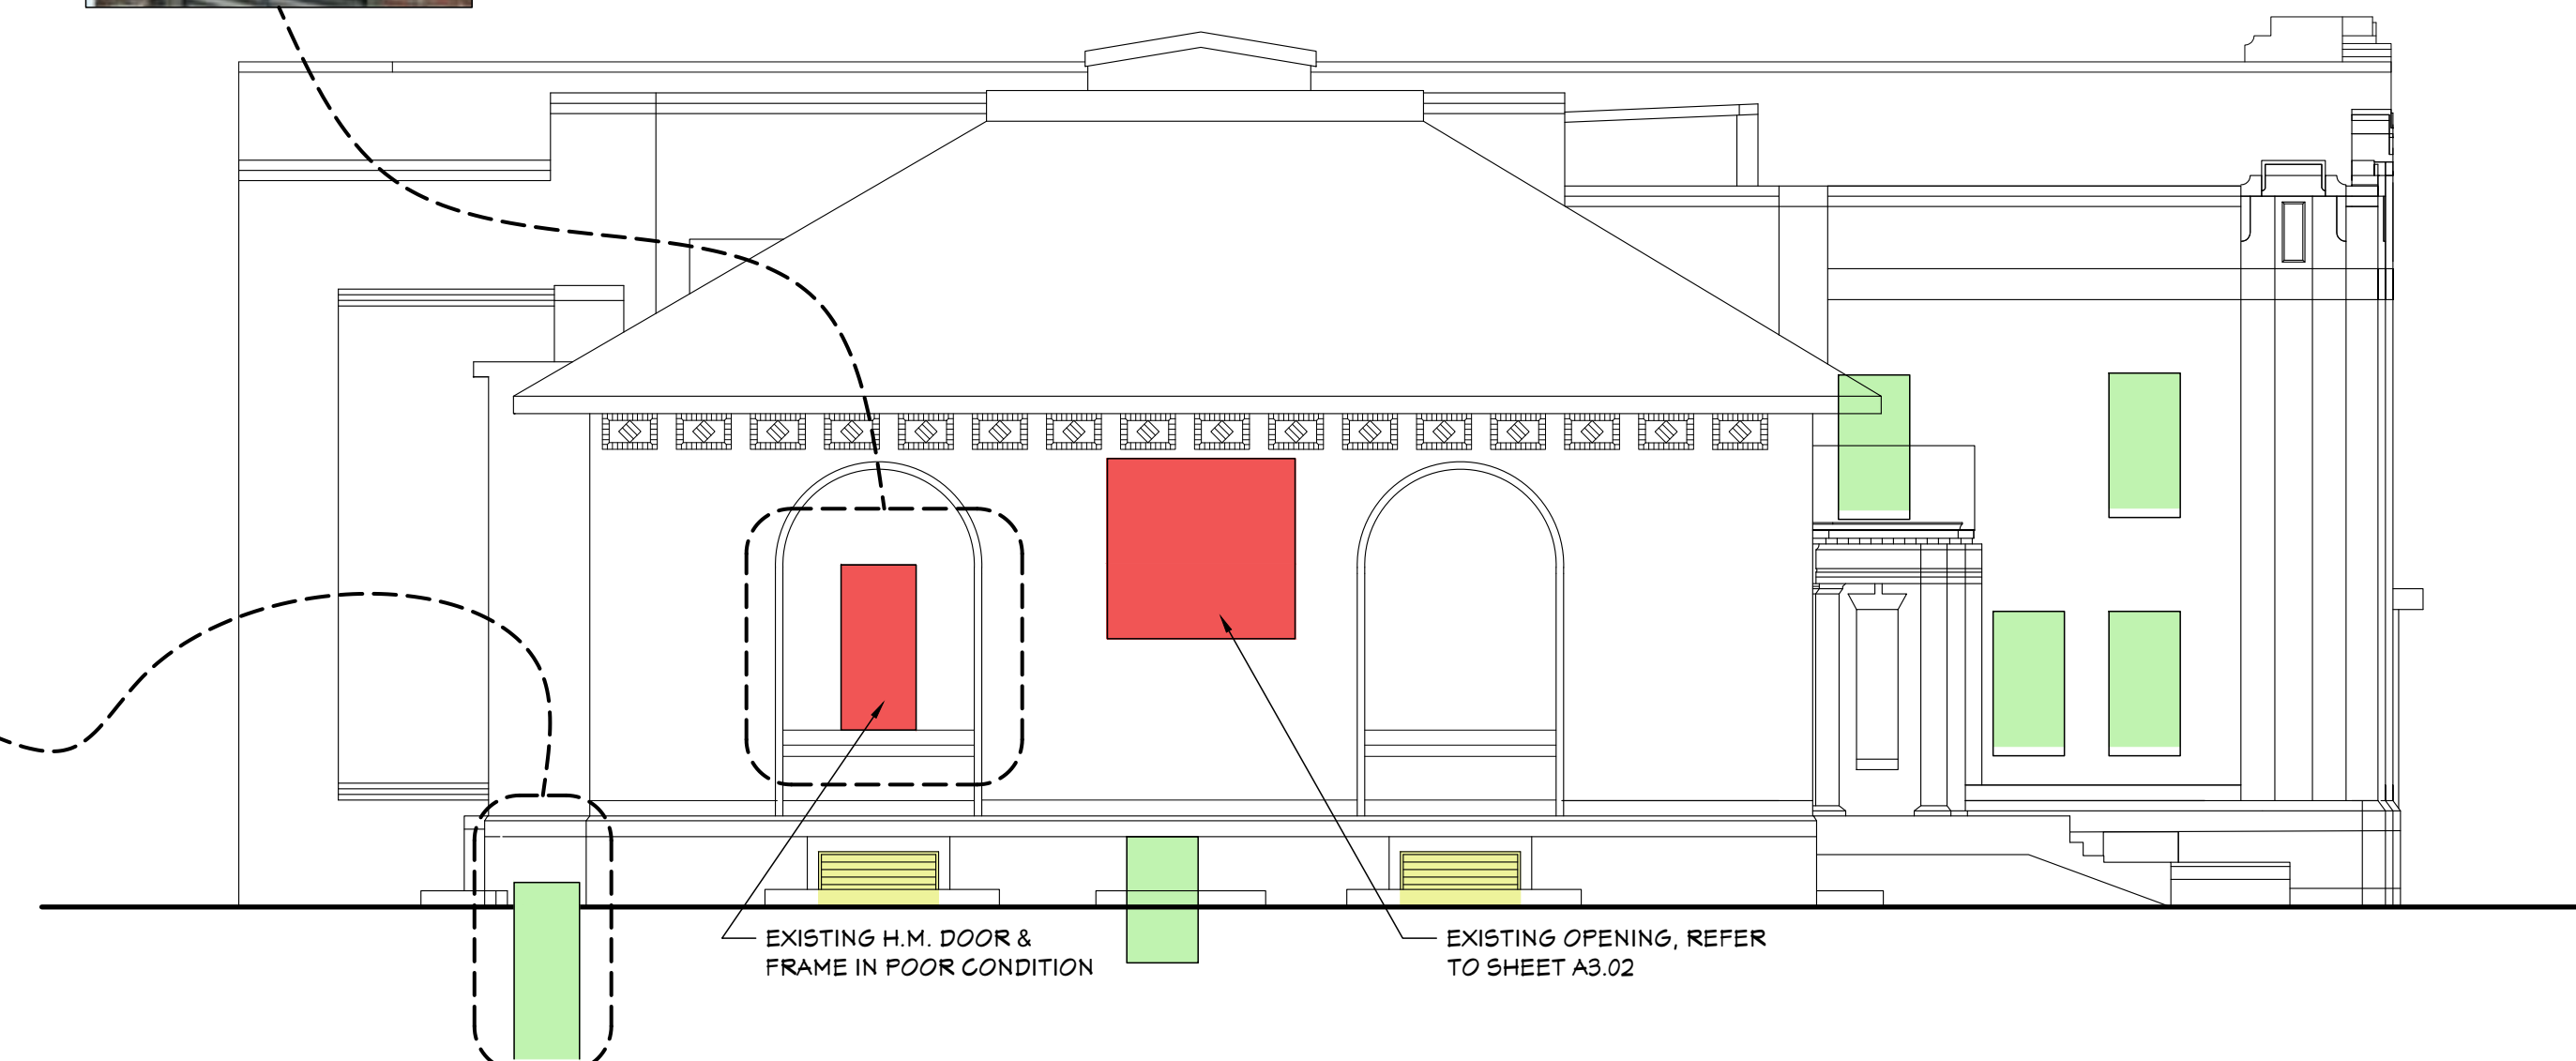 EXISTING H.M. DOOR &
FRAME IN POOR CONDITION
EXISTING OPENING, REFER
TO SHEET A3.02